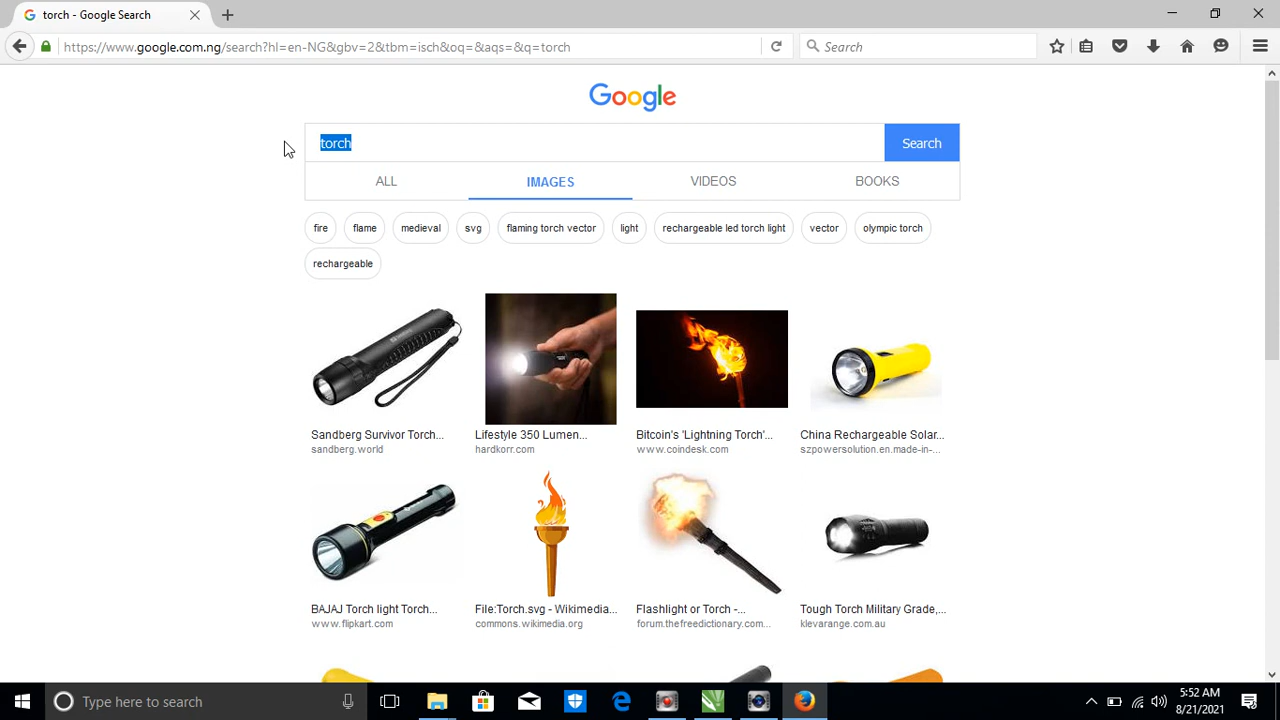 torch - Google Search
https://www.google.com.ng/search?hl=en-NG&gbv=2&tbm=isch&oq=&aqs=&q=torch
Search
Google
torch
Search
ALL IMAGES VIDEOS BOOKS
fire flame medieval svg flaming torch vector light rechargeable led torch light vector olympic torch
rechargeable
Sandberg Survivor Torch... Lifestyle 350 Lumen... Bitcoin's 'Lightning Torch'... China Rechargeable Solar...
sandberg.world hardkorr.com www.coindesk.com szpowersolution.en.made-in-...
BAJAJ Torch light Torch... File:Torch.svg - Wikimedia... Flashlight or Torch -... Tough Torch Military Grade,...
www.flipkart.com commons.wikimedia.org forum.thefreedictionary.com... klevarange.com.au
Type here to search
5:52 AM
8/21/2021